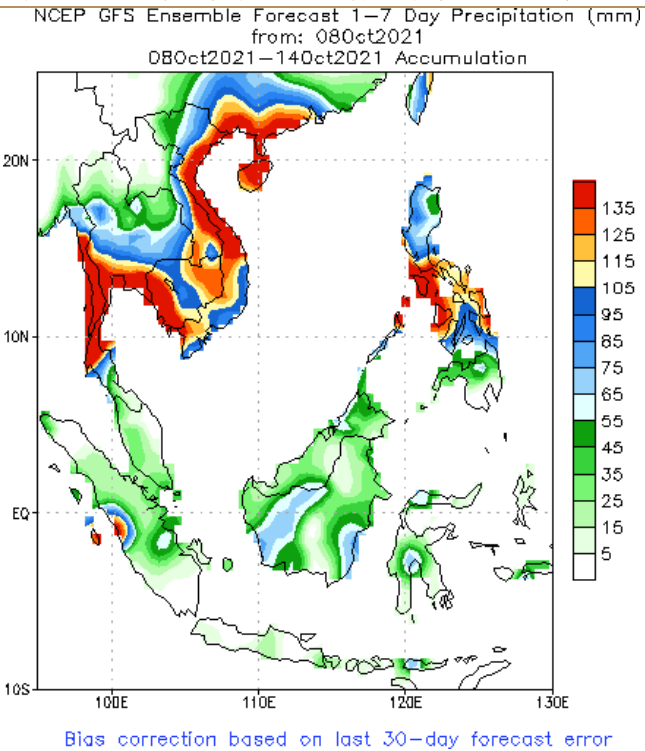 NCEP GFS Ensemble Forecast 1-7 Day Precipitation (mm)
from: 08Oct2021
08Oct2021-14Oct2021 Accumulation
20N
10N
EQ
10S
100E
110E
120E
130E
135
125
115
105
95
85
75
65
55
45
35
25
15
5
Bias correction based on last 30-day forecast error